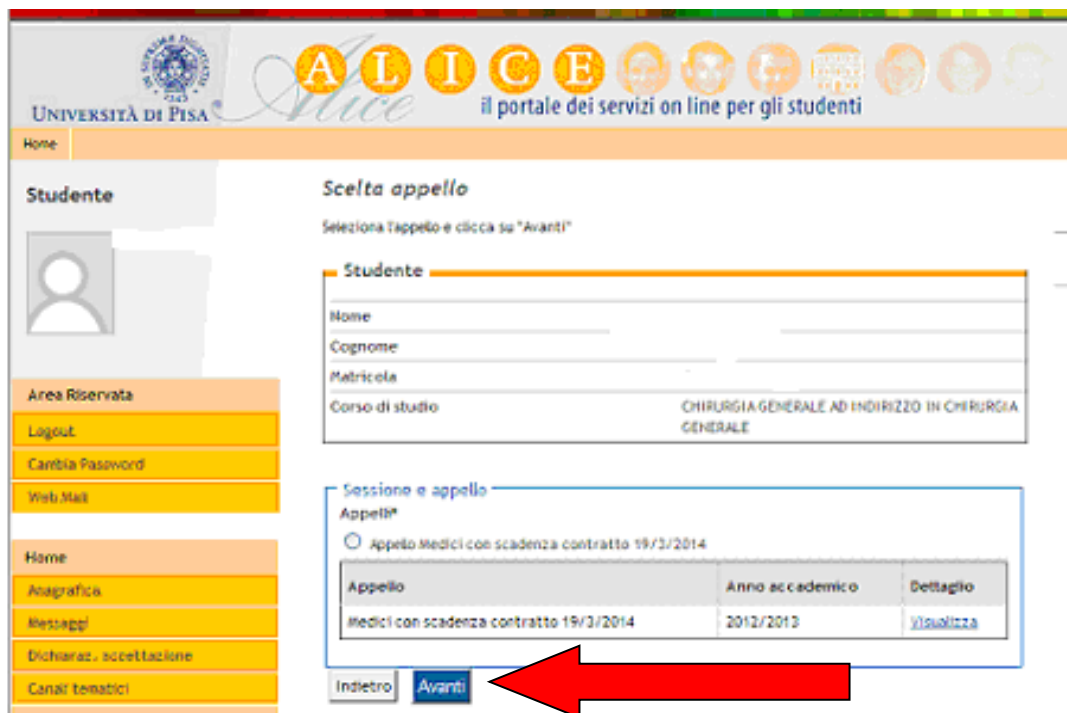 UNIVERSITÀ DI PISA
ALICE
Alice
il portale dei servizi on line per gli studenti
Home
Studente
Area Riservata
Logout
Cambia Password
Web Mail
Home
Anagrafica
Messaggi
Dichiaraz. accettazione
Canali tematici
Scelta appello
Seleziona l'appello e clicca su "Avanti"
Studente
Nome
Cognome
Matricola
Corso di studio CHIRURGIA GENERALE AD INDIRIZZO IN CHIRURGIA
GENERALE
Sessione e appello
Appelli*
Appello Medici con scadenza contratto 19/3/2014
Appello Anno accademico Dettaglio
Medici con scadenza contratto 19/3/2014 2012/2013 Visualizza
Indietro Avanti